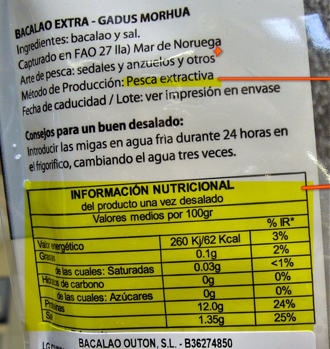 BACALAO EXTRA - GADUS MORHUA
Ingredientes: bacalao y sal.
Capturado en FAO 27 IIa) Mar de Noruega
Arte de pesca: sedales y anzuelos y otros
Método de Producción: Pesca extractiva
Fecha de caducidad / Lote: ver impresión en envase
Consejos para un buen desalado:
Introducir las migas en agua fria durante 24 horas en
el frigorífico, cambiando el agua tres veces.
INFORMACIÓN NUTRICIONAL
del producto una vez desalado
Valores medios por 100gr
% IR*
Valor energético 260 Kj/62 Kcal 3%
Grasas 0.1g 2%
de las cuales: Saturadas 0.03g <1%
Hidratos de carbono 0g 0%
de las cuales: Azúcares 0g 0%
Proteínas 12.0g 24%
Sal 1.35g 25%
BACALAO OUTON, S.L. - B36274850